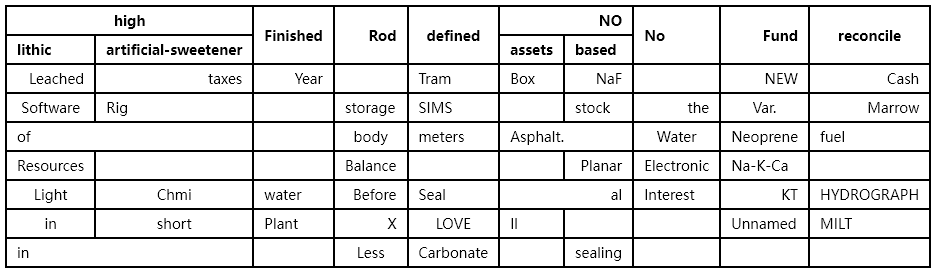 high Finished Rod defined NO No Fund reconcile
lithic artificial-sweetener assets based
Leached taxes Year Tram Box NaF NEW Cash
Software Rig storage SIMS stock the Var. Marrow
of body meters Asphalt. Water Neoprene fuel
Resources Balance Planar Electronic Na-K-Ca
Light Chmi water Before Seal al Interest KT HYDROGRAPH
in short Plant X LOVE II Unnamed MILT
in Less Carbonate sealing